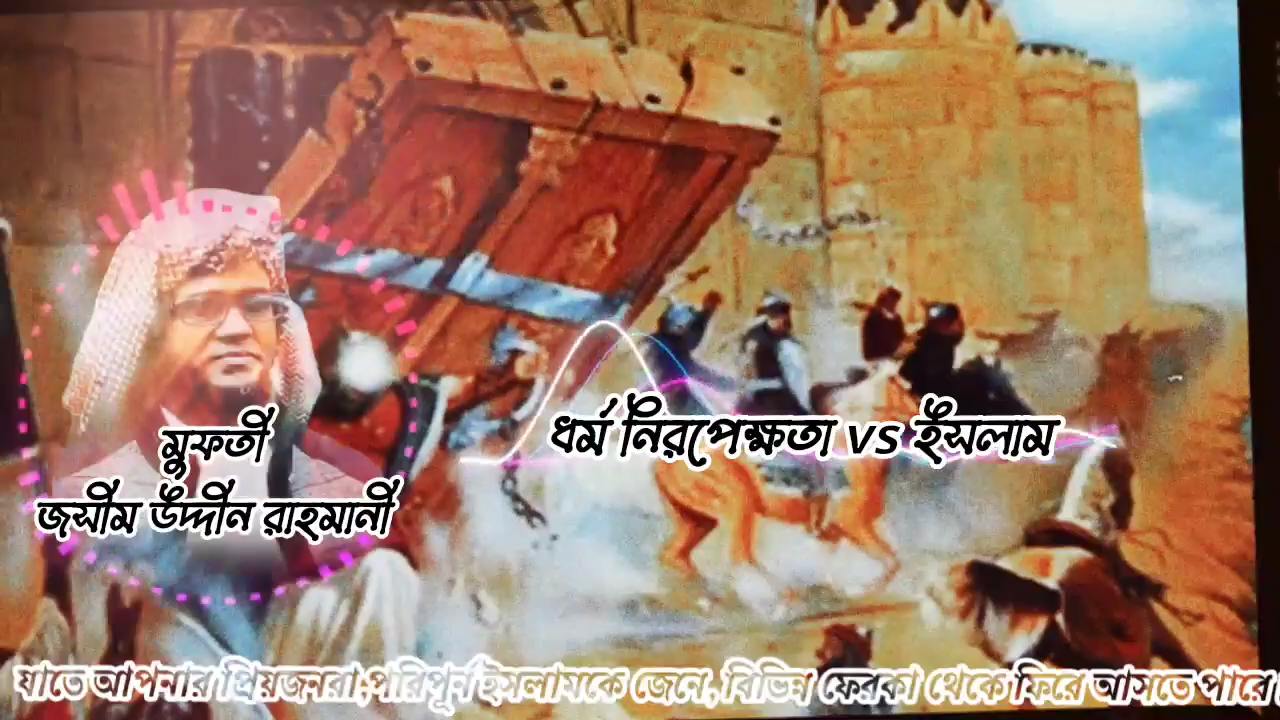 মুফতী
জসীম উদ্দীন রাহমানী
ধর্ম নিরপেক্ষতা vs ইসলাম
যাতে আপনার প্রিয়জনরা,পরিপূর্ন ইসলামকে জেনে, বিভিন্ন ফেরকা থেকে ফিরে আসতে পারে